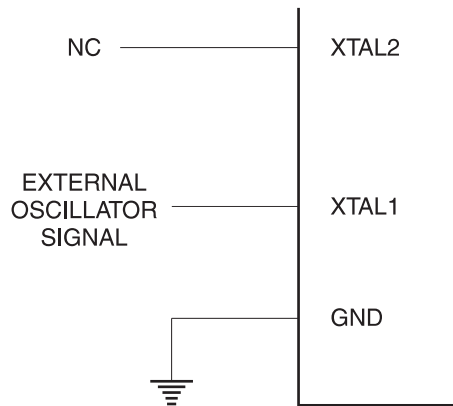 NC
XTAL2
EXTERNAL
OSCILLATOR
SIGNAL
XTAL1
GND